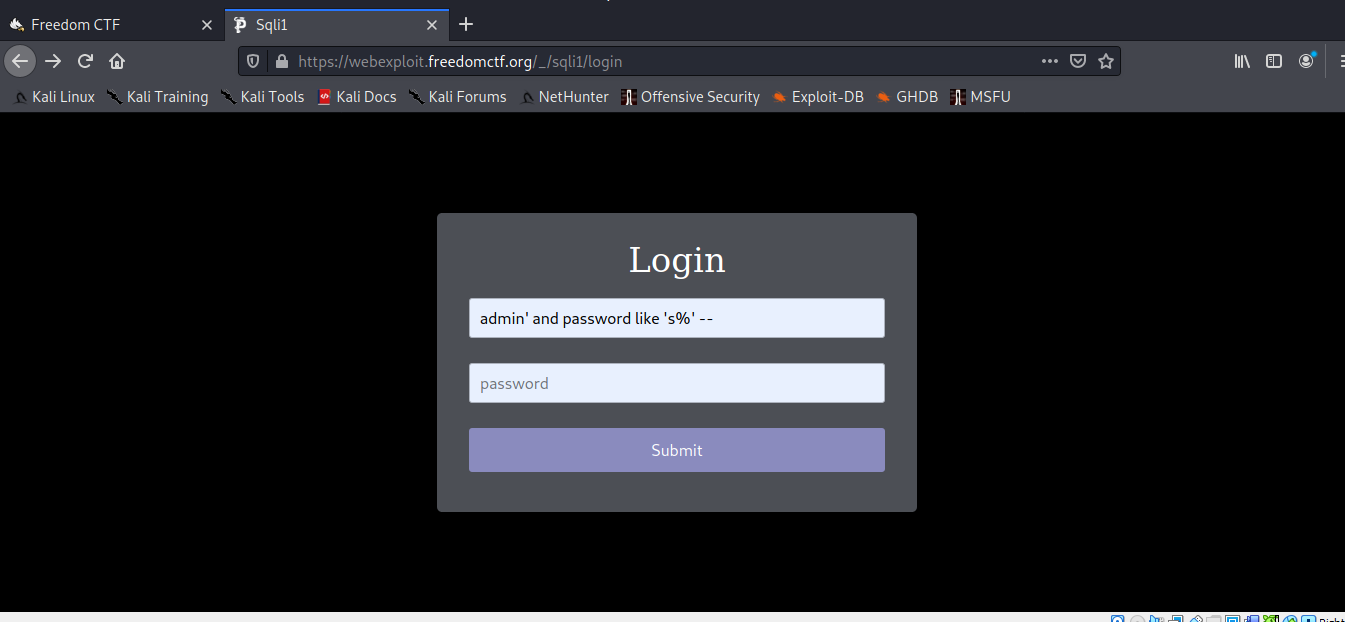 Freedom CTF
Sqli1
https://webexploit.freedomctf.org/_/sqli1/login
Kali Linux Kali Training Kali Tools Kali Docs Kali Forums NetHunter Offensive Security Exploit-DB GHDB MSFU
Login
admin' and password like 's%' --
password
Submit